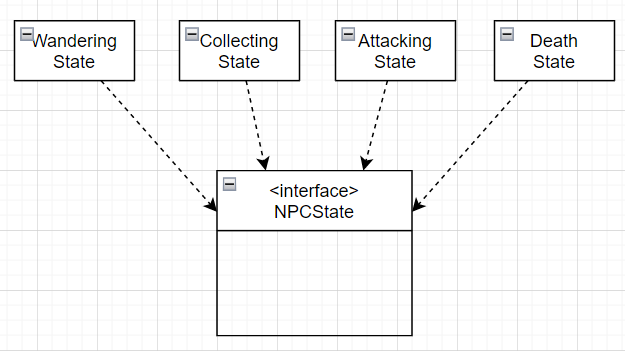 Wandering
State
Collecting
State
Attacking
State
Death
State
<interface>
NPCState